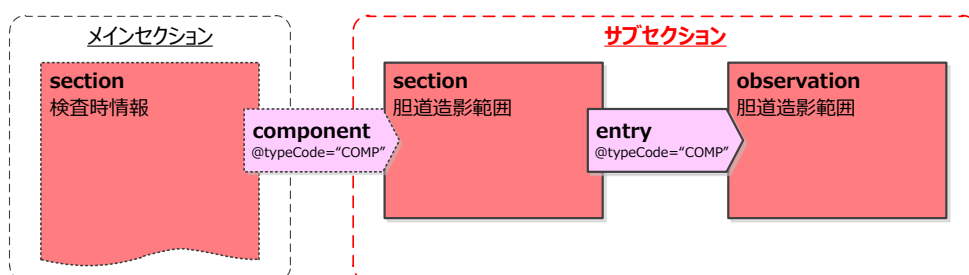 メインセクション
サブセクション
section
検査時情報
component
@typeCode=“COMP”
section
胆道造影範囲
entry
@typeCode=“COMP”
observation
胆道造影範囲